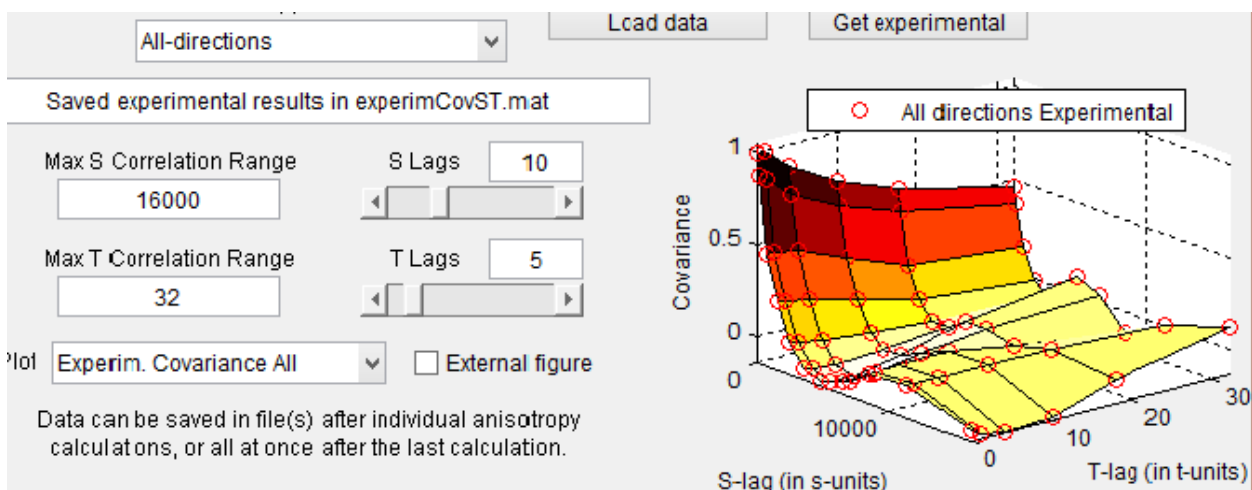 All-directions
Load data
Get experimental
Saved experimental results in experimCovST.mat
Max S Correlation Range
S Lags
10
16000
Max T Correlation Range
T Lags
5
32
Plot
Experim. Covariance All
External figure
Data can be saved in file(s) after individual anisotropy
calculations, or all at once after the last calculation.
All directions Experimental
1
0.5
0
Covariance
0
10000
S-lag (in s-units)
0
10
20
30
T-lag (in t-units)